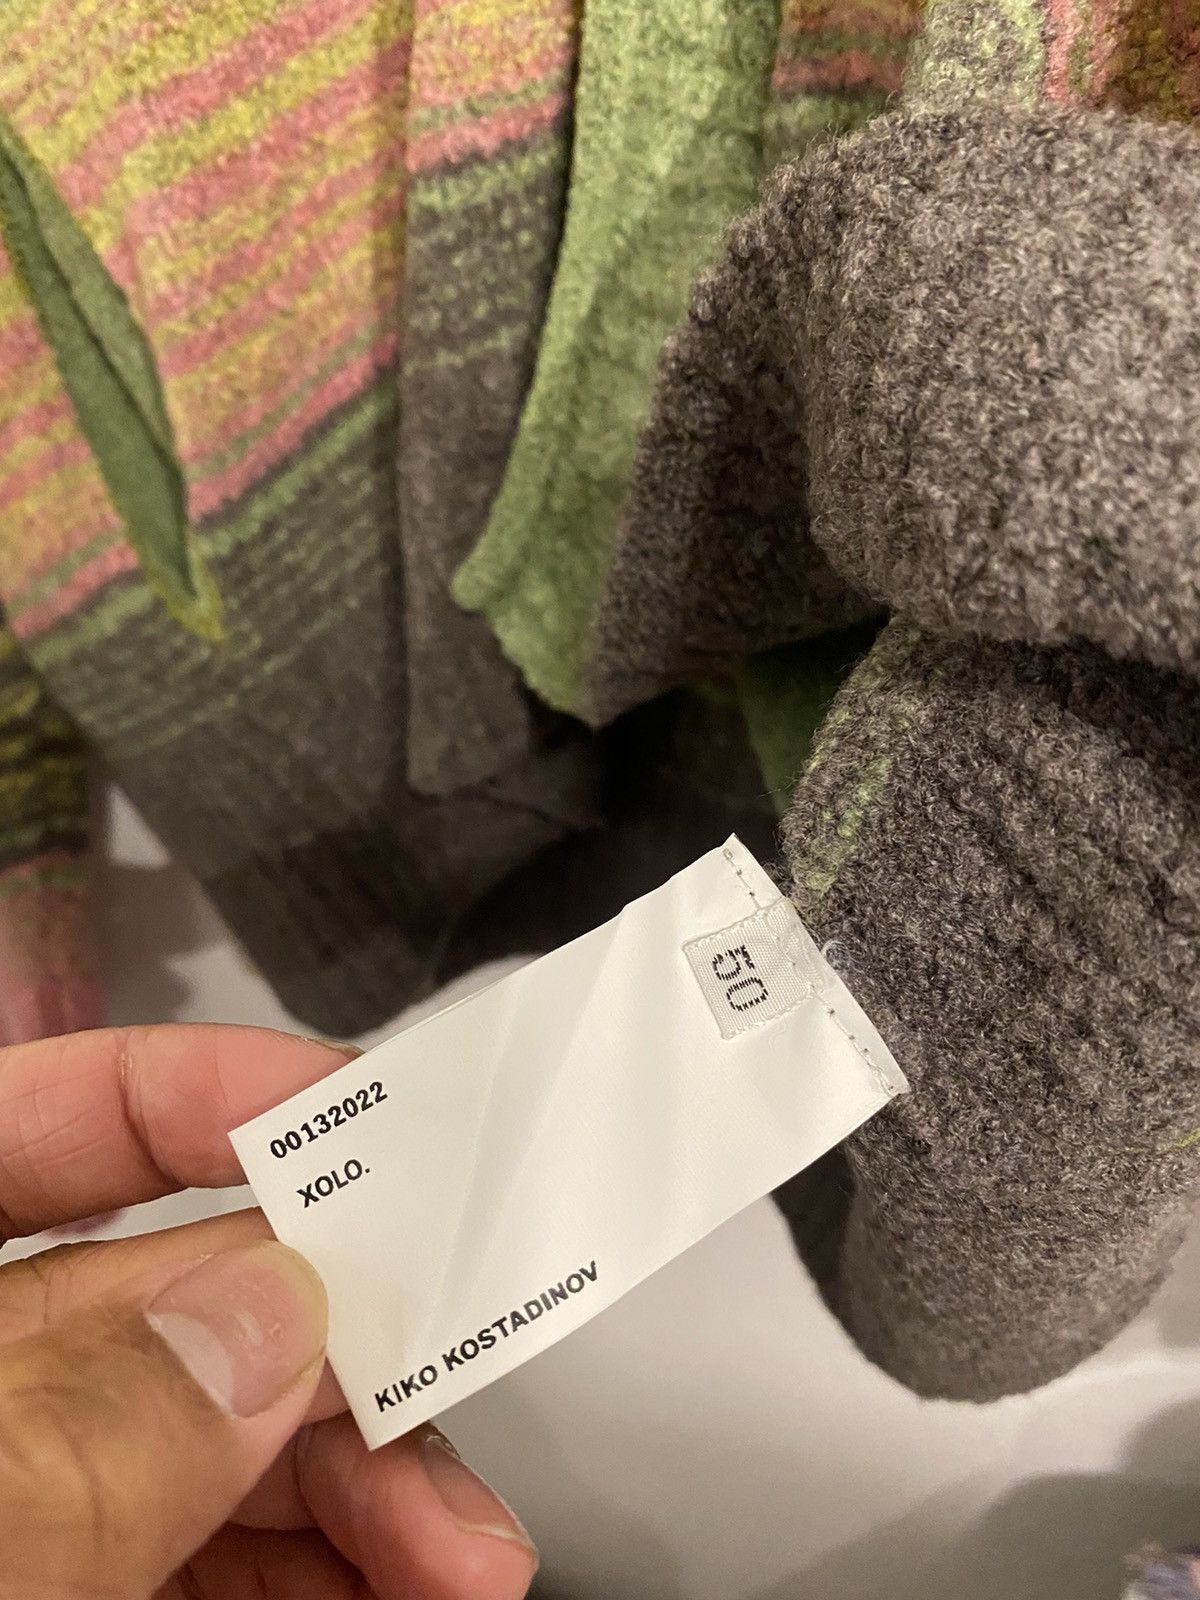 50
00132022
XOLO.
KIKO KOSTADINOV